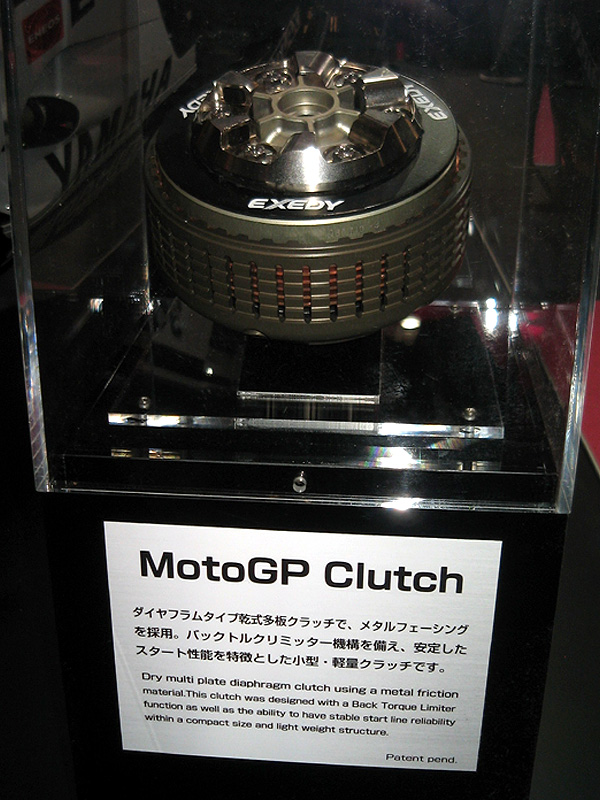 ENEOS
YAMAHA
EXEDY
EXEDY
EXEDY
MotoGP Clutch
ダイヤフラムタイプ乾式多板クラッチで、メタルフェーシング
を採用。バックトルクリミッター機構を備え、安定した
スタート性能を特徴とした小型・軽量クラッチです。
Dry multi plate diaphragm clutch using a metal friction
material.This clutch was designed with a Back Torque Limiter
function as well as the ability to have stable start line reliability
within a compact size and light weight structure.
Patent pend.